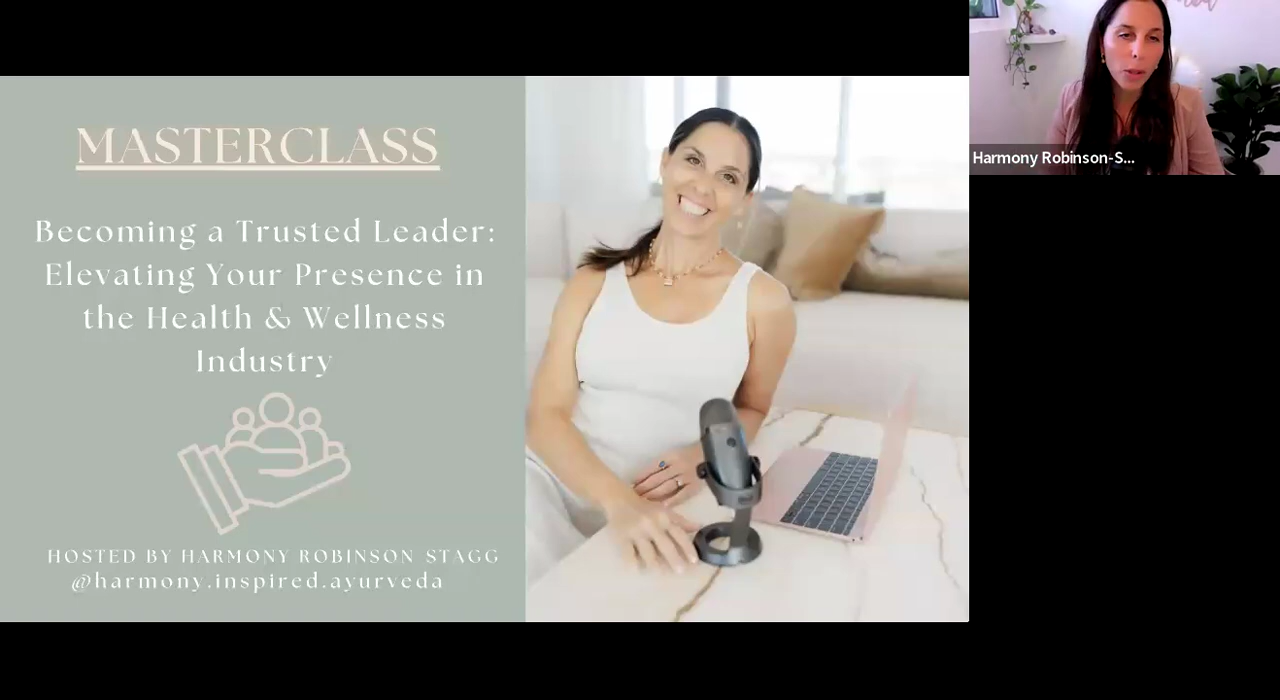 MASTERCLASS
Becoming a Trusted Leader:
Elevating Your Presence in
the Health & Wellness
Industry
HOSTED BY HARMONY ROBINSON STAGG
@harmony.inspired.ayurveda
Harmony Robinson-S...